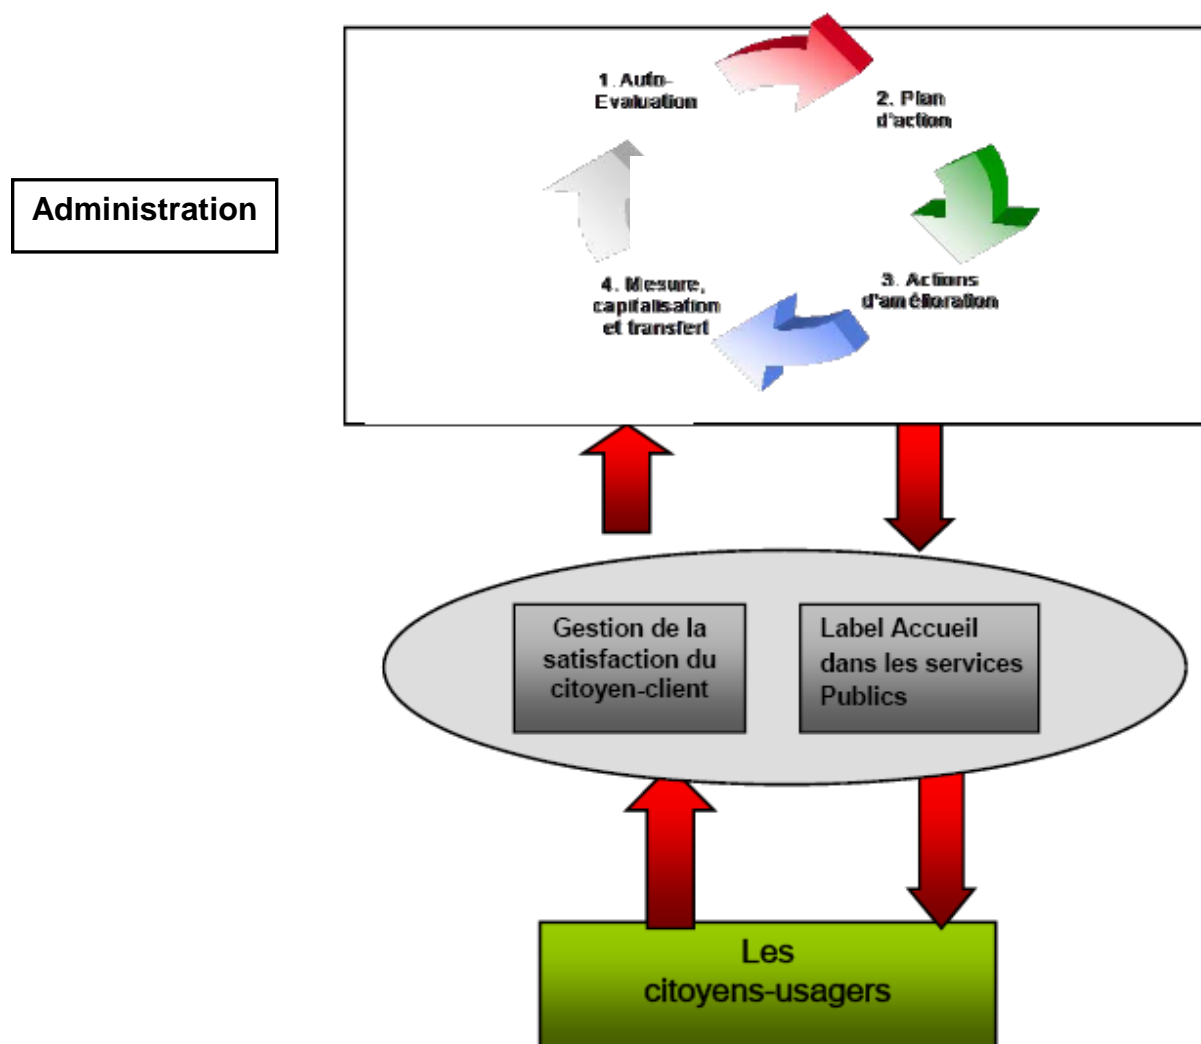 1. Auto-
Evaluation
2. Plan
d'action
Administration
3. Actions
d'amélioration
4. Mesure,
capitalisation
et transfert
Gestion de la
satisfaction du
citoyen-client
Label Accueil
dans les services
Publics
Les
citoyens-usagers